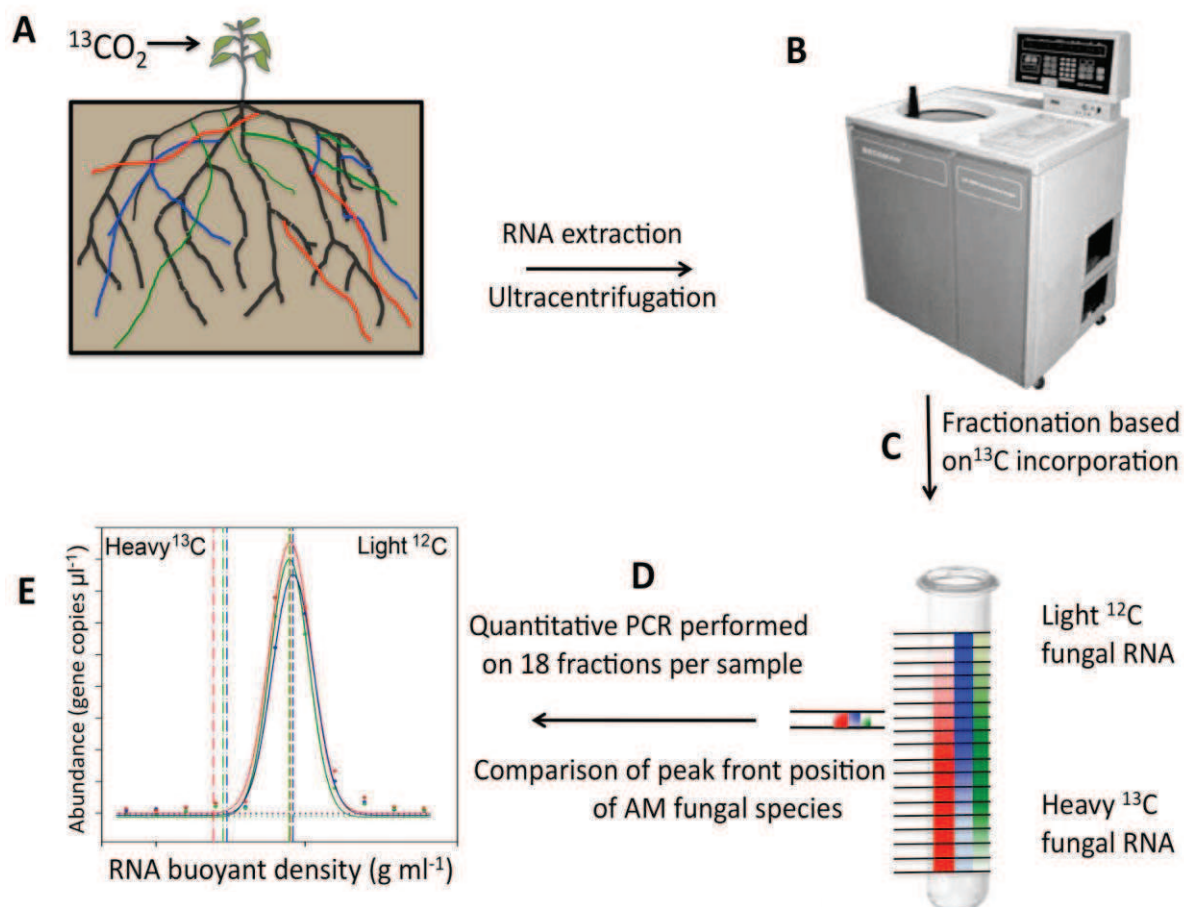 A
¹³CO₂
B
RNA extraction
Ultracentrifugation
C
Fractionation based
on¹³C incorporation
D
Quantitative PCR performed
on 18 fractions per sample
Comparison of peak front position
of AM fungal species
Light ¹²C
fungal RNA
Heavy ¹³C
fungal RNA
E
Heavy ¹³C
Light ¹²C
Abundance (gene copies µl⁻¹)
RNA buoyant density (g ml⁻¹)